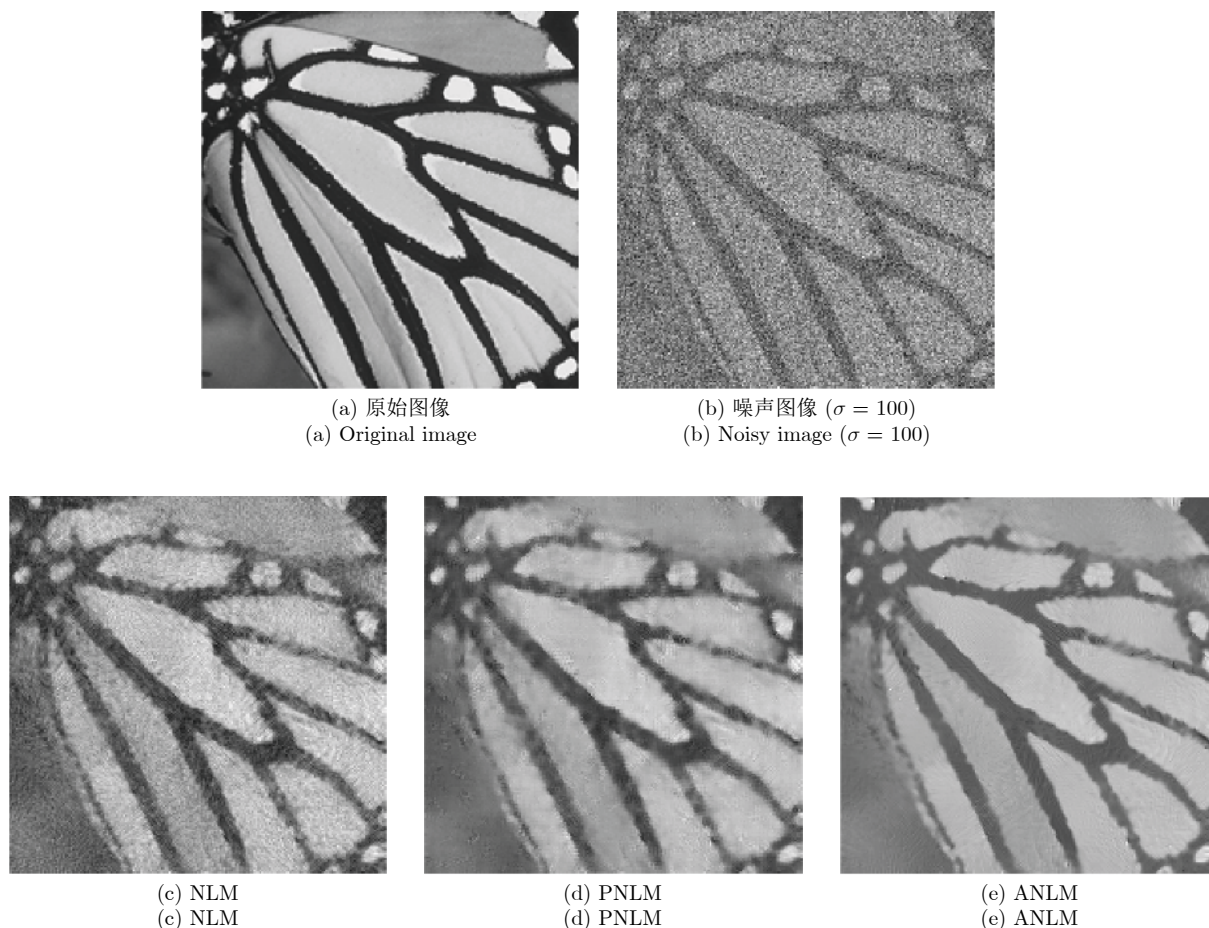 (a) 原始图像
(a) Original image
(b) 噪声图像 (σ = 100)
(b) Noisy image (σ = 100)
(c) NLM
(c) NLM
(d) PNLM
(d) PNLM
(e) ANLM
(e) ANLM